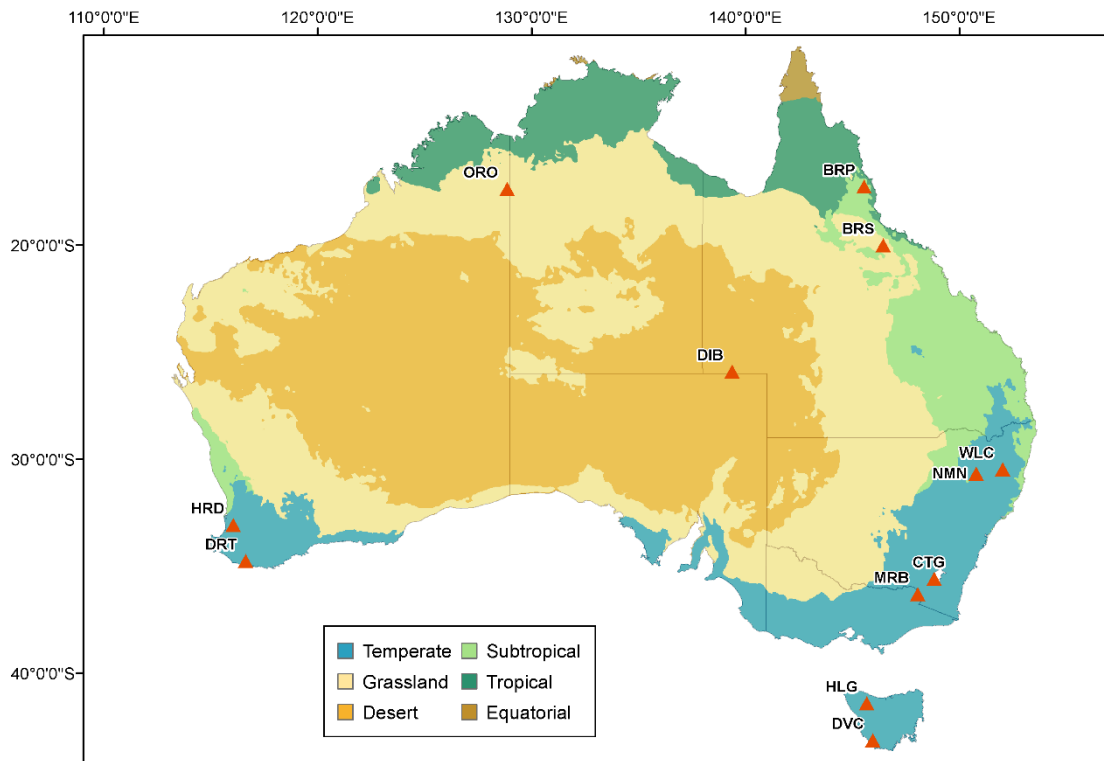 110°0'0"E 120°0'0"E 130°0'0"E 140°0'0"E 150°0'0"E
ORO
BRP
BRS
20°0'0"S
DIB
WLC
NMN
30°0'0"S
HRD
DRT
CTG
MRB
Temperate Subtropical
Grassland Tropical
Desert Equatorial
40°0'0"S
HLG
DVC